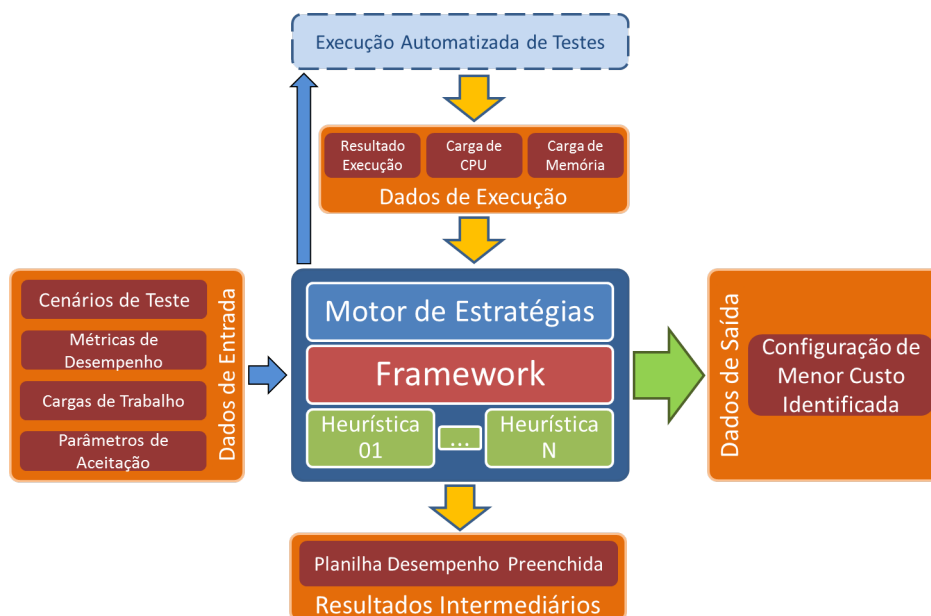 Execução Automatizada de Testes
Resultado
Execução
Carga de
CPU
Carga de
Memória
Dados de Execução
Cenários de Teste
Métricas de
Desempenho
Cargas de Trabalho
Parâmetros de
Aceitação
Dados de Entrada
Motor de Estratégias
Framework
Heurística
01
...
Heurística
N
Dados de Saída
Configuração de
Menor Custo
Identificada
Planilha Desempenho Preenchida
Resultados Intermediários